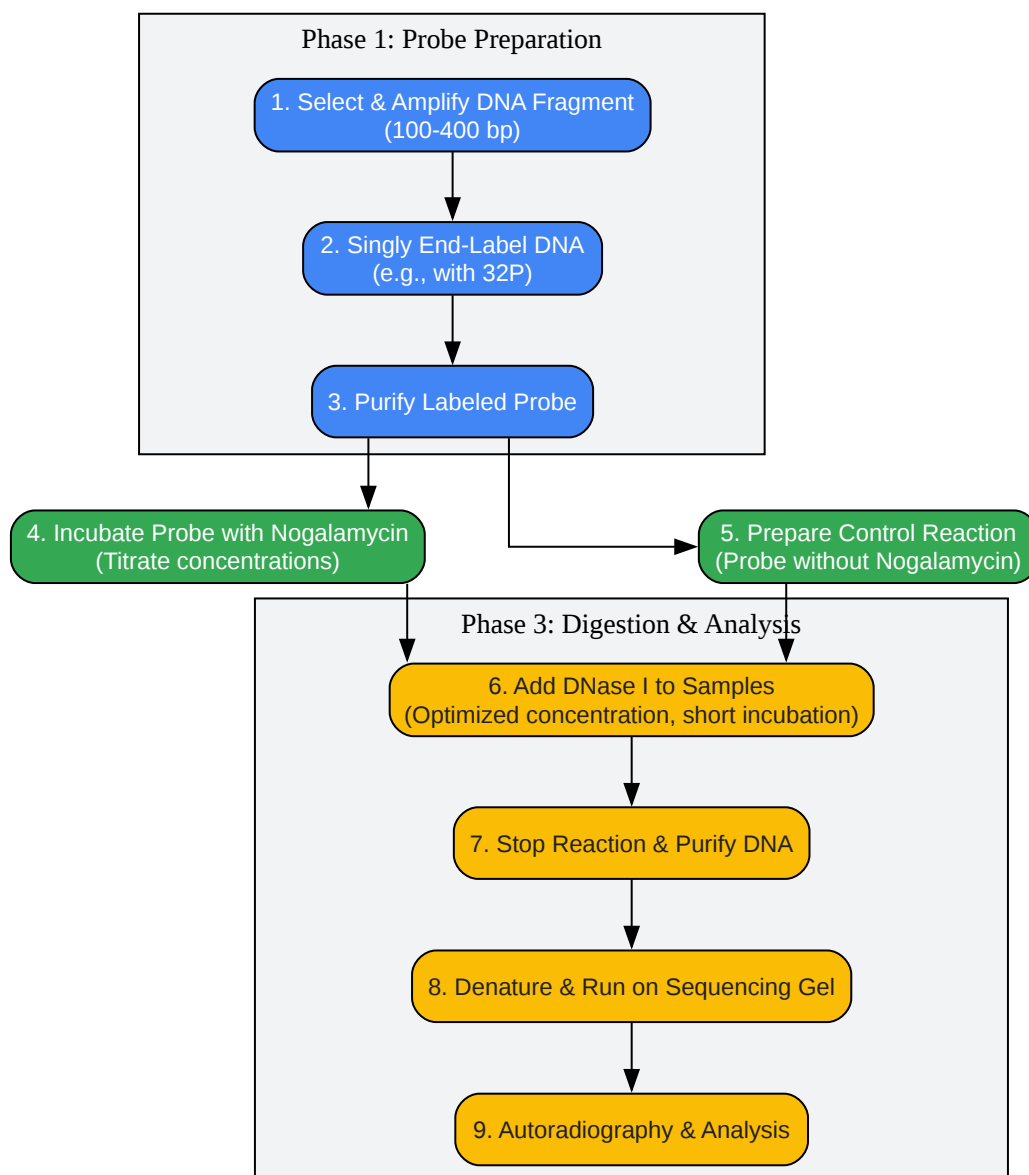 Phase 1: Probe Preparation
1. Select & Amplify DNA Fragment
(100-400 bp)
2. Singly End-Label DNA
(e.g., with 32P)
3. Purify Labeled Probe
4. Incubate Probe with Nogalamycin
(Titrate concentrations)
5. Prepare Control Reaction
(Probe without Nogalamycin)
Phase 3: Digestion & Analysis
6. Add DNase I to Samples
(Optimized concentration, short incubation)
7. Stop Reaction & Purify DNA
8. Denature & Run on Sequencing Gel
9. Autoradiography & Analysis